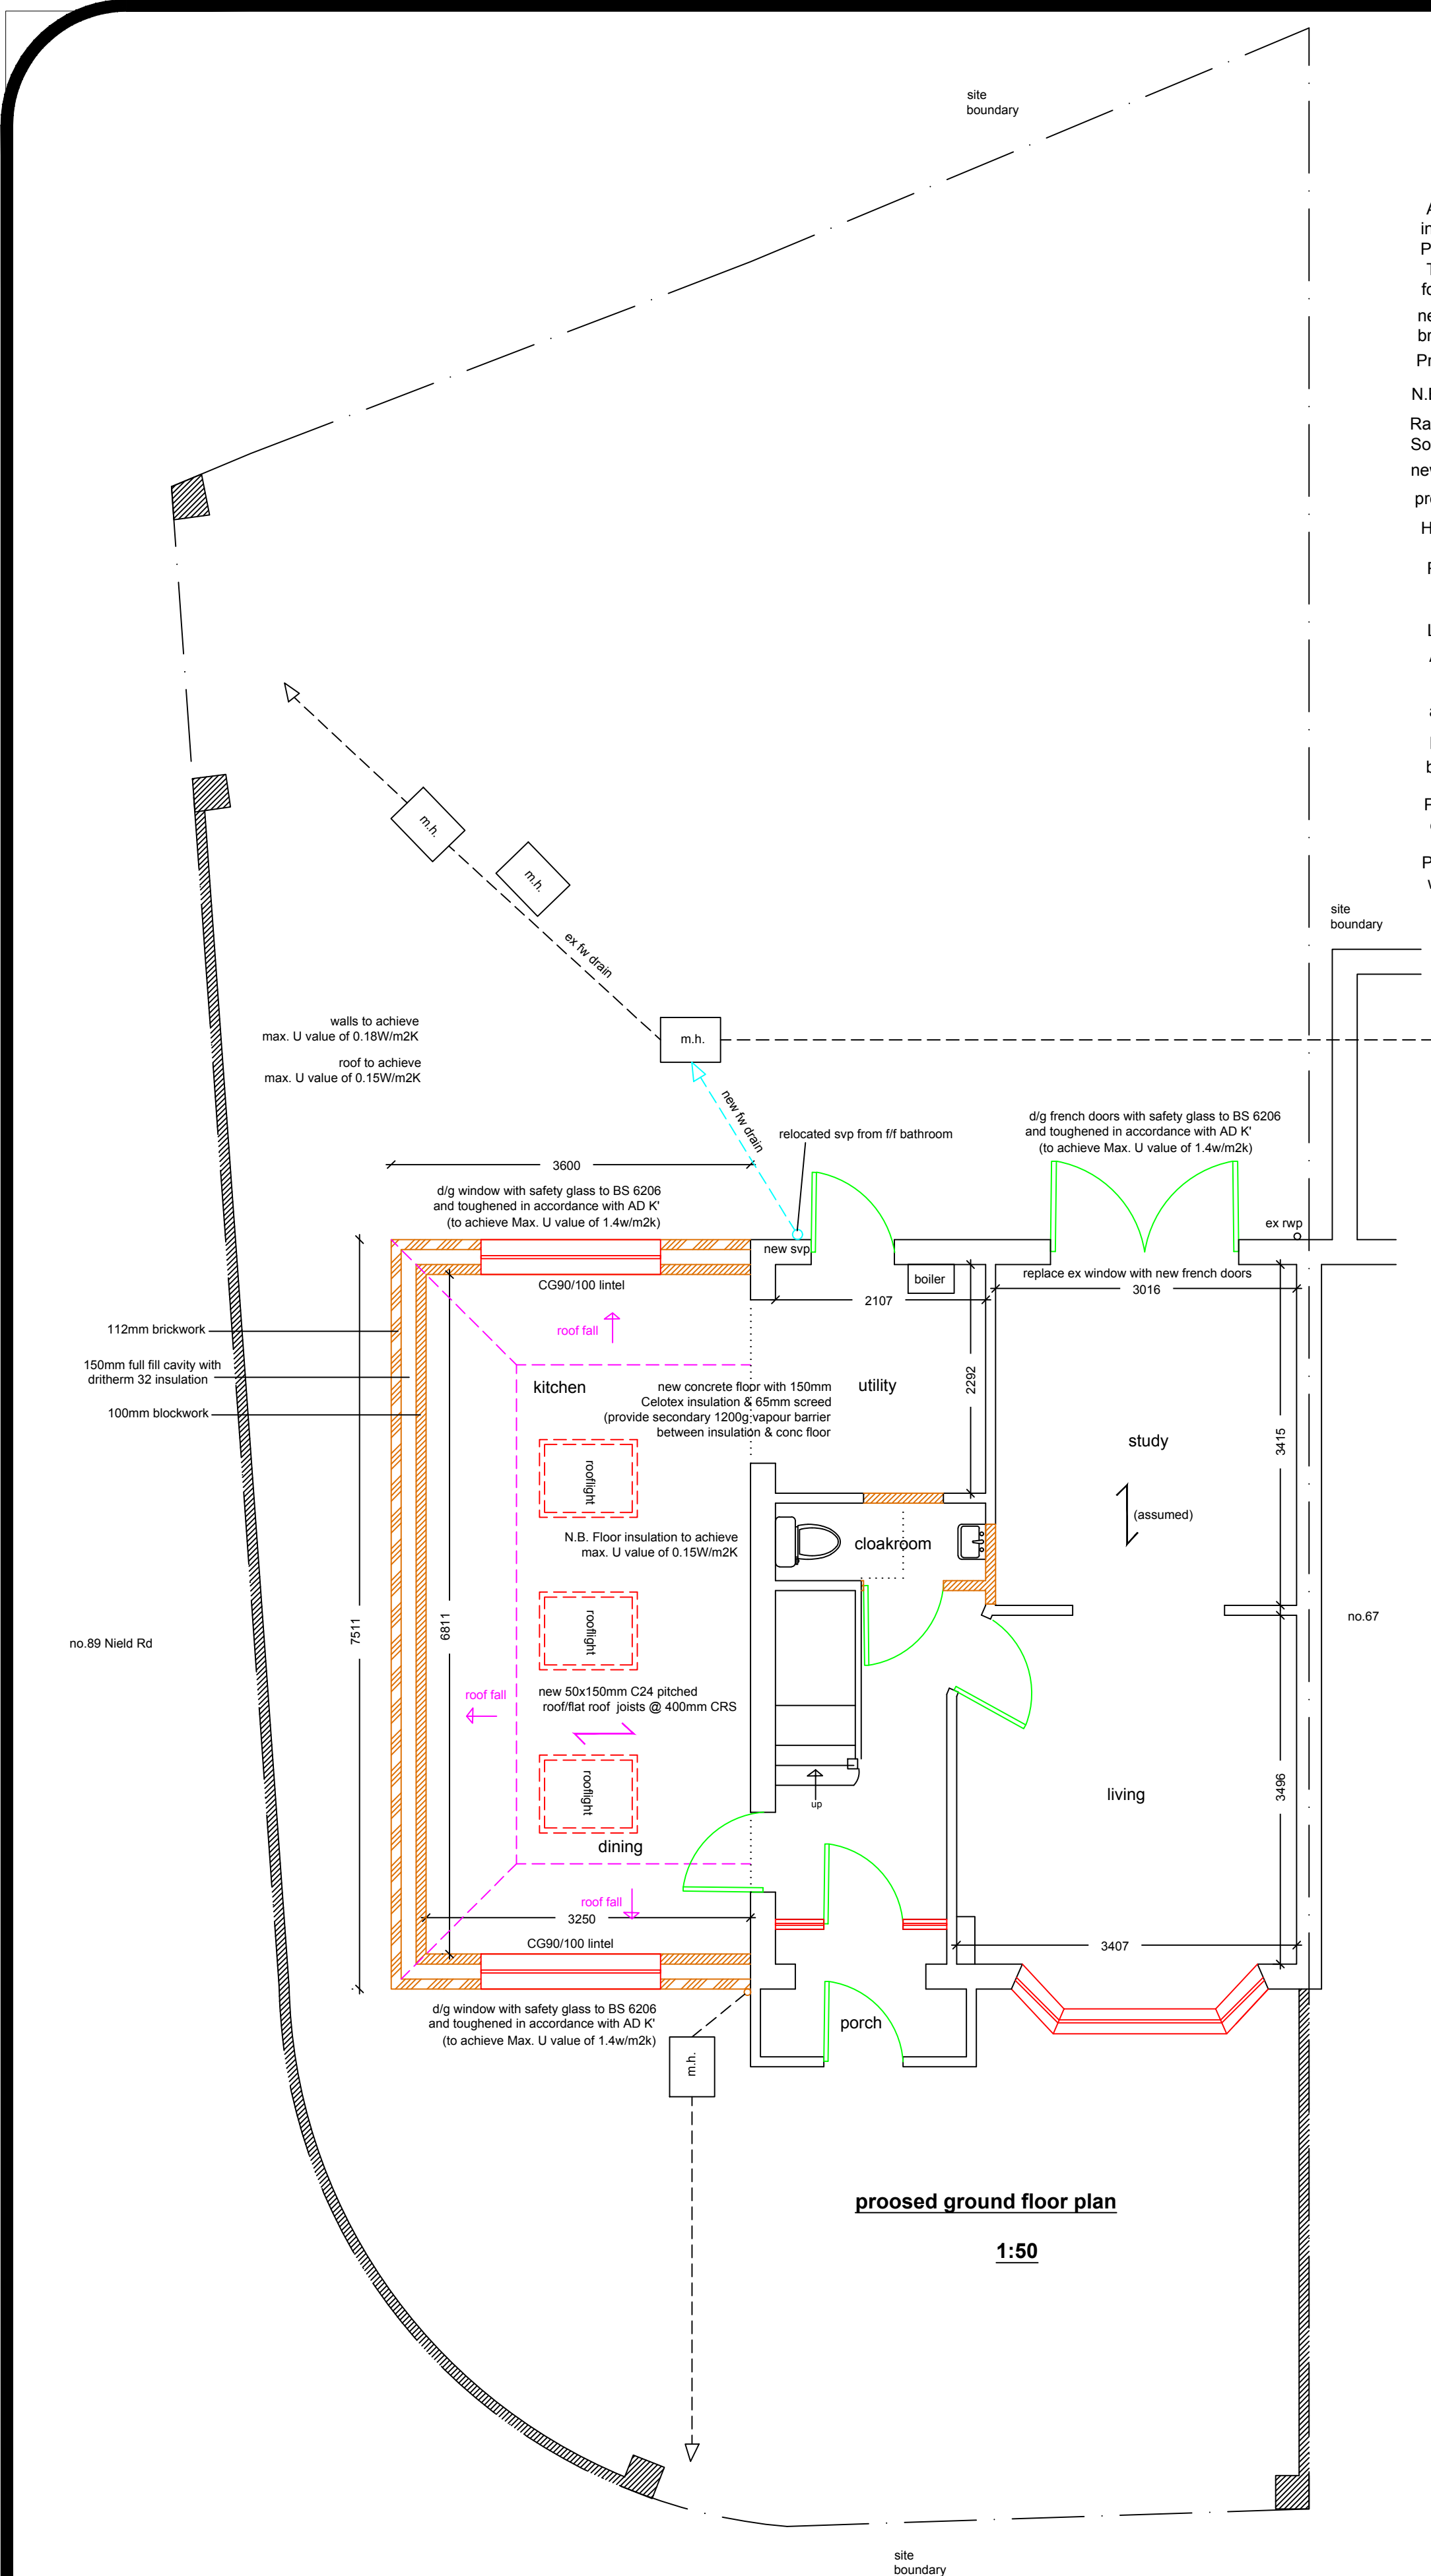 site
boundary
site
boundary
m.h.
m.h.
ex fw drain
m.h.
new fw drain
walls to achieve
max. U value of 0.18W/m2K
roof to achieve
max. U value of 0.15W/m2K
relocated svp from f/f bathroom
d/g french doors with safety glass to BS 6206
and toughened in accordance with AD K'
(to achieve Max. U value of 1.4w/m2k)
3600
d/g window with safety glass to BS 6206
and toughened in accordance with AD K'
(to achieve Max. U value of 1.4w/m2k)
new svp
ex rwp
CG90/100 lintel
boiler
replace ex window with new french doors
2107
3016
112mm brickwork
roof fall
150mm full fill cavity with
dritherm 32 insulation
100mm blockwork
kitchen
utility
2292
new concrete floor with 150mm
Celotex insulation & 65mm screed
(provide secondary 1200g vapour barrier
between insulation & conc floor
study
3415
rooflight
(assumed)
N.B. Floor insulation to achieve
max. U value of 0.15W/m2K
cloakroom
7511
6811
rooflight
no.67
no.89 Nield Rd
roof fall
new 50x150mm C24 pitched
roof/flat roof joists @ 400mm CRS
rooflight
up
living
3496
dining
roof fall
3250
CG90/100 lintel
3407
d/g window with safety glass to BS 6206
and toughened in accordance with AD K'
(to achieve Max. U value of 1.4w/m2k)
porch
m.h.
proosed ground floor plan
1:50
site
boundary